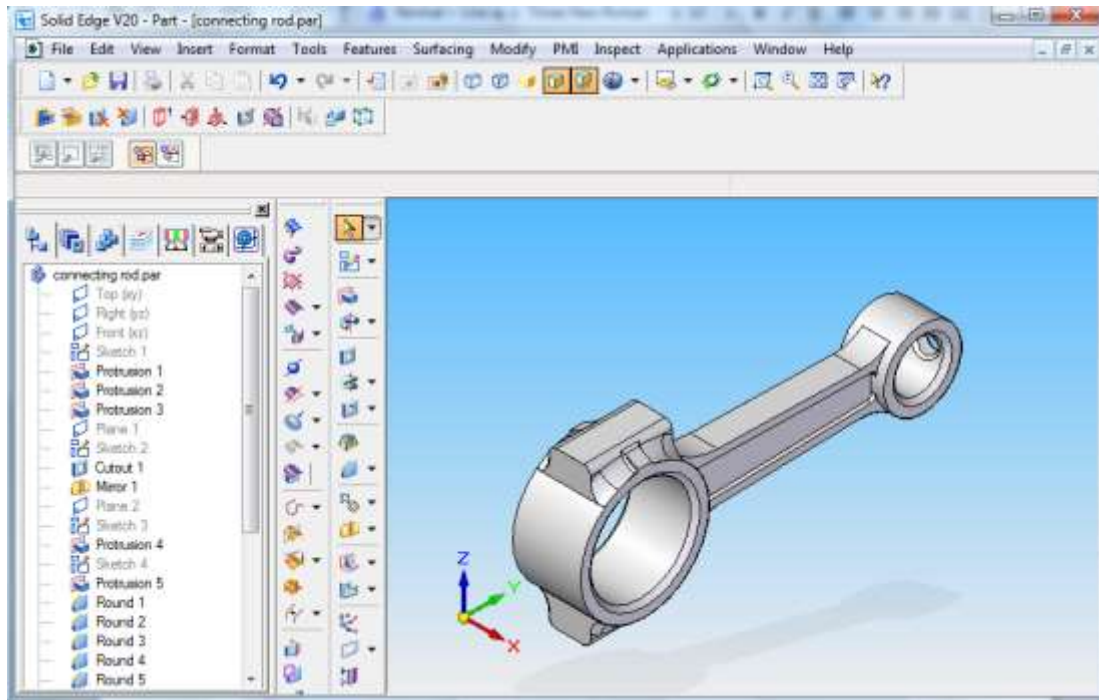 Solid Edge V20 - Part - [connecting rod.par]
File Edit View Insert Format Tools Features Surfacing Modify PMI Inspect Applications Window Help
connecting rod.par
Top (xy)
Right (yz)
Front (xz)
Sketch 1
Protrusion 1
Protrusion 2
Protrusion 3
Plane 1
Sketch 2
Cutout 1
Mirror 1
Plane 2
Sketch 3
Protrusion 4
Sketch 4
Protrusion 5
Round 1
Round 2
Round 3
Round 4
Round 5
Z
Y
X